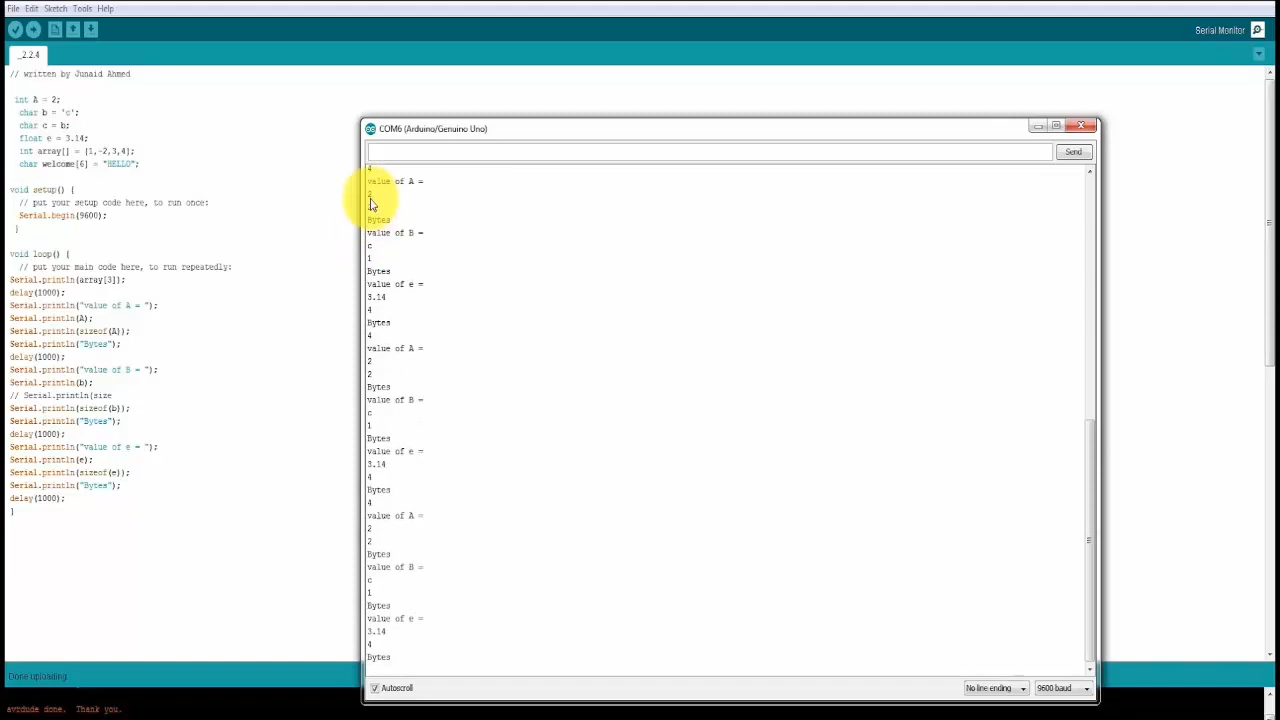 File Edit Sketch Tools Help
Serial Monitor
_2.2.4
// written by Junaid Ahmed
int A = 2;
char b = 'c';
char c = b;
float e = 3.14;
int array[] = {1,-2,3,4};
char welcome[6] = "HELLO";
void setup() {
// put your setup code here, to run once:
Serial.begin(9600);
}
void loop() {
// put your main code here, to run repeatedly:
Serial.println(array[3]);
delay(1000);
Serial.println("value of A = ");
Serial.println(A);
Serial.println(sizeof(A));
Serial.println("Bytes");
delay(1000);
Serial.println("value of B = ");
Serial.println(b);
// Serial.println(size
Serial.println(sizeof(b));
Serial.println("Bytes");
delay(1000);
Serial.println("value of e = ");
Serial.println(e);
Serial.println(sizeof(e));
Serial.println("Bytes");
delay(1000);
}
COM6 (Arduino/Genuino Uno)
Send
4
value of A =
2
Bytes
value of B =
c
1
Bytes
value of e =
3.14
4
Bytes
4
value of A =
2
2
Bytes
value of B =
c
1
Bytes
value of e =
3.14
4
Bytes
4
value of A =
2
2
Bytes
value of B =
c
1
Bytes
value of e =
3.14
4
Bytes
Autoscroll
No line ending
9600 baud
Done uploading.
avrdude done. Thank you.